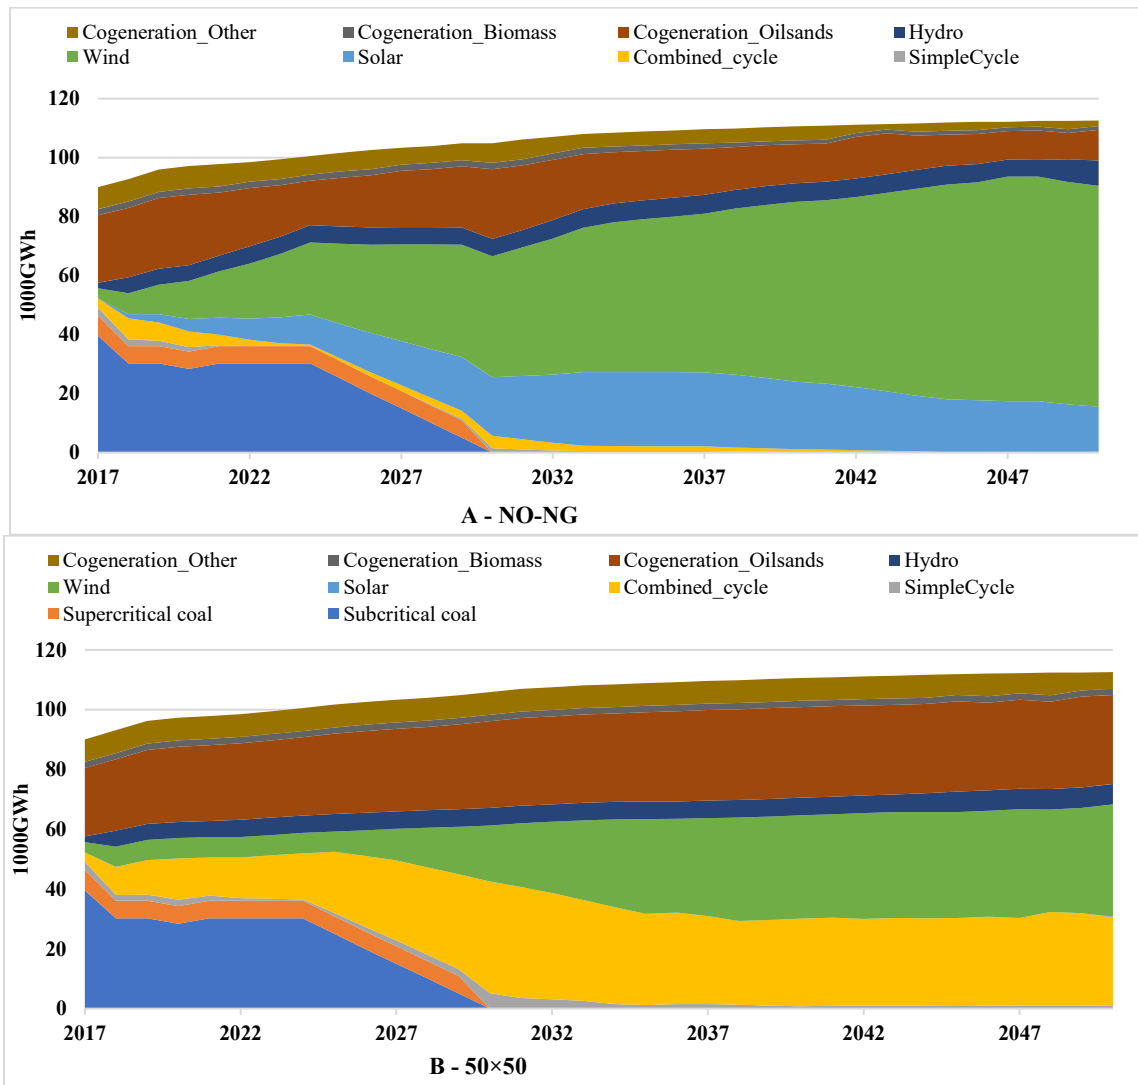 Cogeneration_Other Cogeneration_Biomass Cogeneration_Oilsands Hydro
Wind Solar Combined_cycle SimpleCycle
120
100
80
60
40
20
0
1000GWh
2017 2022 2027 2032 2037 2042 2047
A - NO-NG
Cogeneration_Other Cogeneration_Biomass Cogeneration_Oilsands Hydro
Wind Solar Combined_cycle SimpleCycle
Supercritical coal Subcritical coal
120
100
80
60
40
20
0
1000GWh
2017 2022 2027 2032 2037 2042 2047
B - 50×50